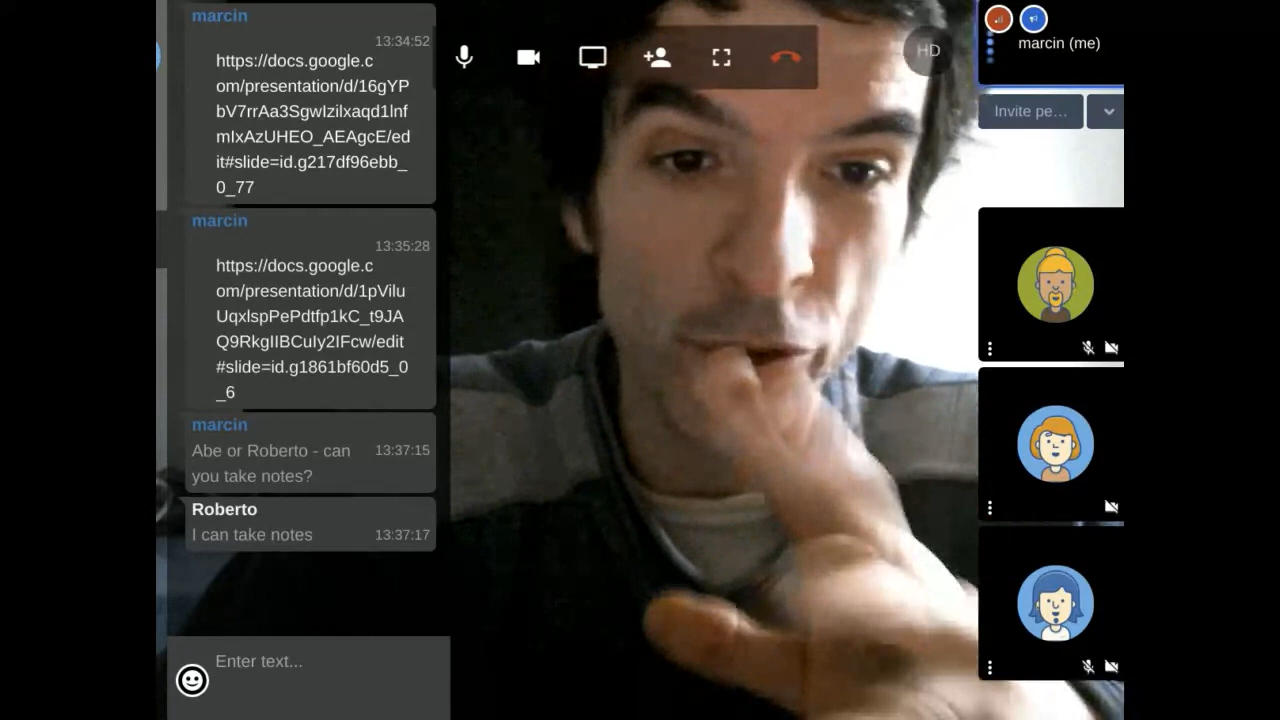 marcin
13:34:52
https://docs.google.c
om/presentation/d/16gYP
bV7rrAa3SgwIzilxaqd1lnf
mIxAzUHEO_AEAgcE/ed
it#slide=id.g217df96ebb_
0_77
marcin
13:35:28
https://docs.google.c
om/presentation/d/1pVilu
UqxlspPePdtfp1kC_t9JA
Q9RkgIIBCuIy2IFcw/edit
#slide=id.g1861bf60d5_0
_6
marcin
Abe or Roberto - can 13:37:15
you take notes?
Roberto
I can take notes 13:37:17
Enter text...
HD
marcin (me)
Invite pe...